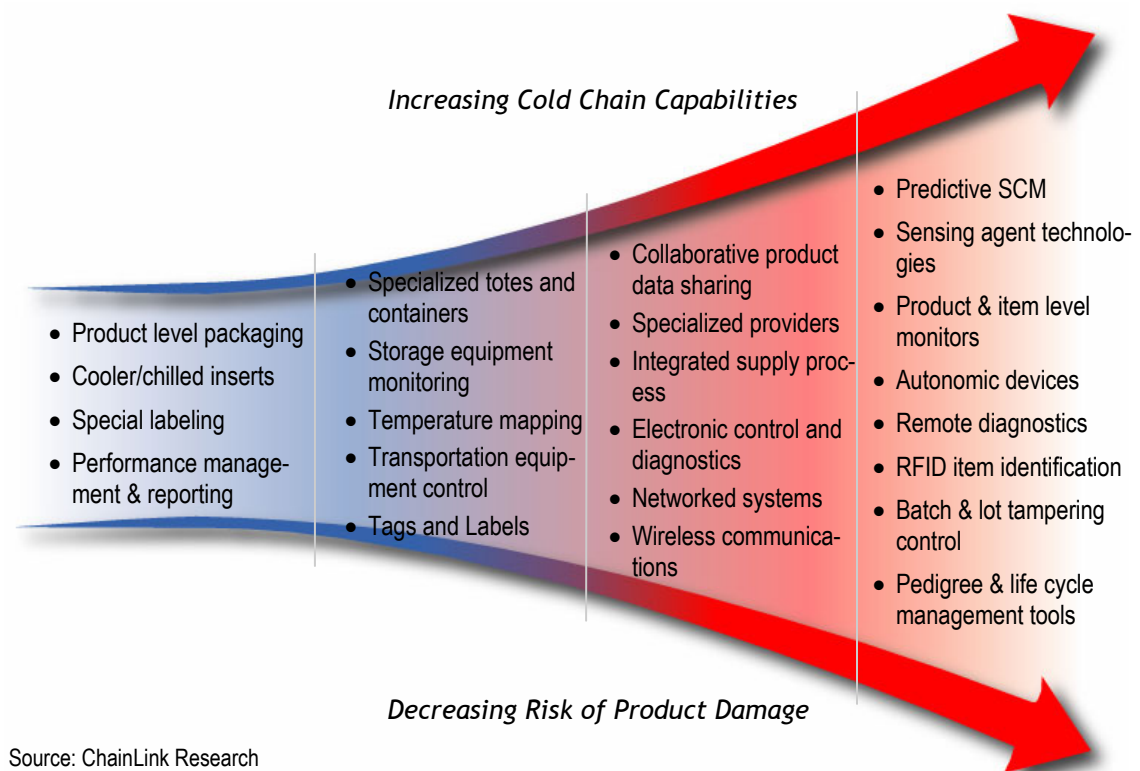 Increasing Cold Chain Capabilities
• Product level packaging
• Cooler/chilled inserts
• Special labeling
• Performance manage-
ment & reporting
• Specialized totes and
containers
• Storage equipment
monitoring
• Temperature mapping
• Transportation equip-
ment control
• Tags and Labels
• Collaborative product
data sharing
• Specialized providers
• Integrated supply proc-
ess
• Electronic control and
diagnostics
• Networked systems
• Wireless communica-
tions
• Predictive SCM
• Sensing agent technolo-
gies
• Product & item level
monitors
• Autonomic devices
• Remote diagnostics
• RFID item identification
• Batch & lot tampering
control
• Pedigree & life cycle
management tools
Decreasing Risk of Product Damage
Source: ChainLink Research